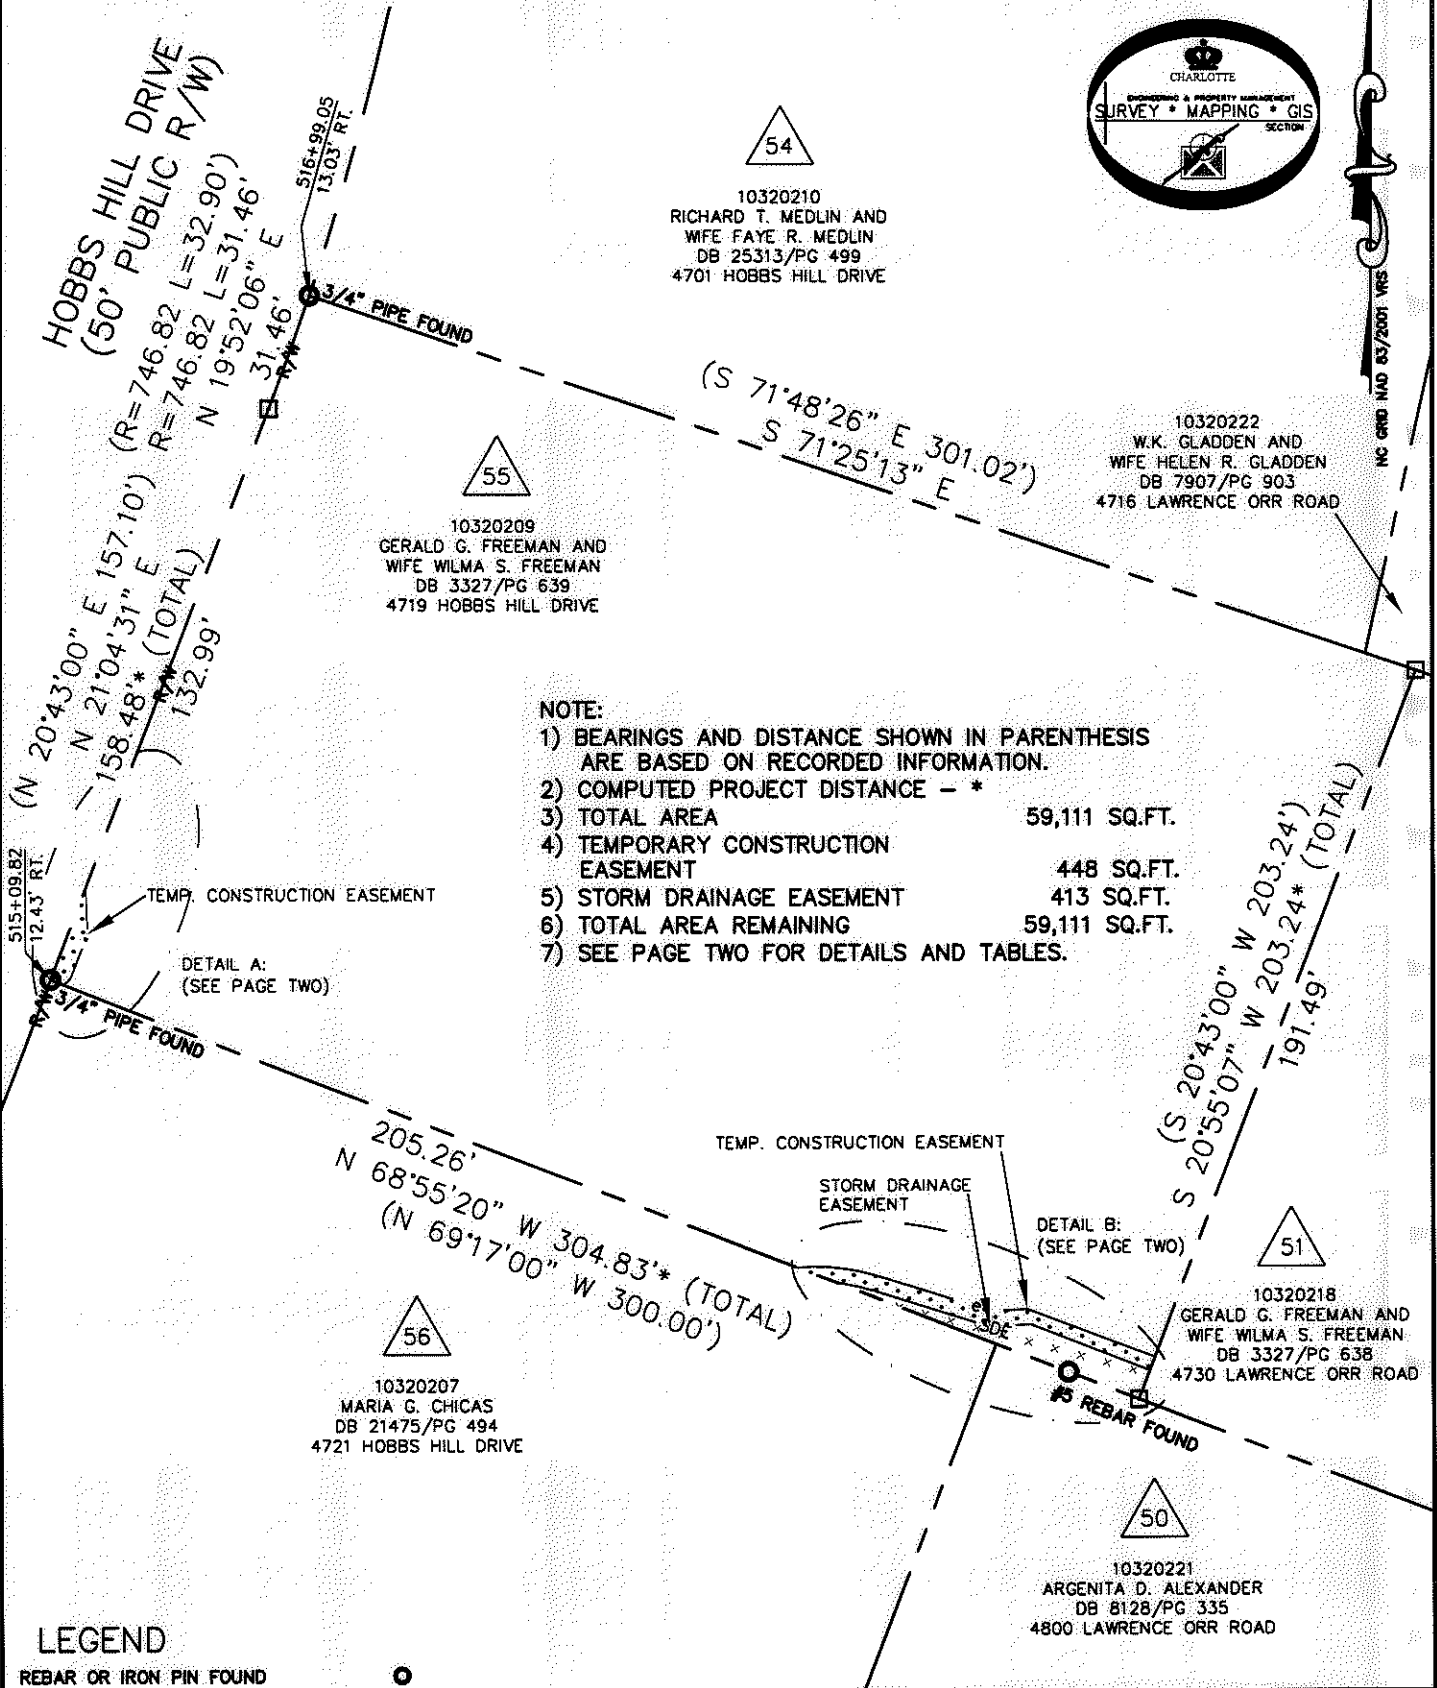 HOBBS HILL DRIVE
(50' PUBLIC R/W)
(R=746.82 L=32.90')
R=746.82 L=31.46'
N 19°52'06" E
31.46'
R/W
516+99.05
13.03' RT.
3/4" PIPE FOUND
54
10320210
RICHARD T. MEDLIN AND
WIFE FAYE R. MEDLIN
DB 25313/PG 499
4701 HOBBS HILL DRIVE
CHARLOTTE
ENGINEERING & PROPERTY MANAGEMENT
SURVEY * MAPPING * GIS
SECTION
NC GRID NAD 83/2001 VRS
(S 71°48'26" E 301.02')
S 71°25'13" E
10320222
W.K. GLADDEN AND
WIFE HELEN R. GLADDEN
DB 7907/PG 903
4716 LAWRENCE ORR ROAD
55
10320209
GERALD G. FREEMAN AND
WIFE WILMA S. FREEMAN
DB 3327/PG 639
4719 HOBBS HILL DRIVE
(N 20°43'00" E 157.10')
N 21°04'31" E
158.48'* (TOTAL)
R/W
132.99'
NOTE:
1) BEARINGS AND DISTANCE SHOWN IN PARENTHESIS
ARE BASED ON RECORDED INFORMATION.
2) COMPUTED PROJECT DISTANCE - *
3) TOTAL AREA 59,111 SQ.FT.
4) TEMPORARY CONSTRUCTION
EASEMENT 448 SQ.FT.
5) STORM DRAINAGE EASEMENT 413 SQ.FT.
6) TOTAL AREA REMAINING 59,111 SQ.FT.
7) SEE PAGE TWO FOR DETAILS AND TABLES.
515+09.82
12.43' RT.
TEMP. CONSTRUCTION EASEMENT
DETAIL A:
(SEE PAGE TWO)
R/W
3/4" PIPE FOUND
(S 20°43'00" W 203.24')
S 20°55'07" W 203.24* (TOTAL)
191.49'
205.26'
N 68°55'20" W 304.83'* (TOTAL)
(N 69°17'00" W 300.00')
TEMP. CONSTRUCTION EASEMENT
STORM DRAINAGE
EASEMENT
DETAIL B:
(SEE PAGE TWO)
SDE
#5 REBAR FOUND
51
10320218
GERALD G. FREEMAN AND
WIFE WILMA S. FREEMAN
DB 3327/PG 638
4730 LAWRENCE ORR ROAD
56
10320207
MARIA G. CHICAS
DB 21475/PG 494
4721 HOBBS HILL DRIVE
50
10320221
ARGENITA D. ALEXANDER
DB 8128/PG 335
4800 LAWRENCE ORR ROAD
LEGEND
REBAR OR IRON PIN FOUND